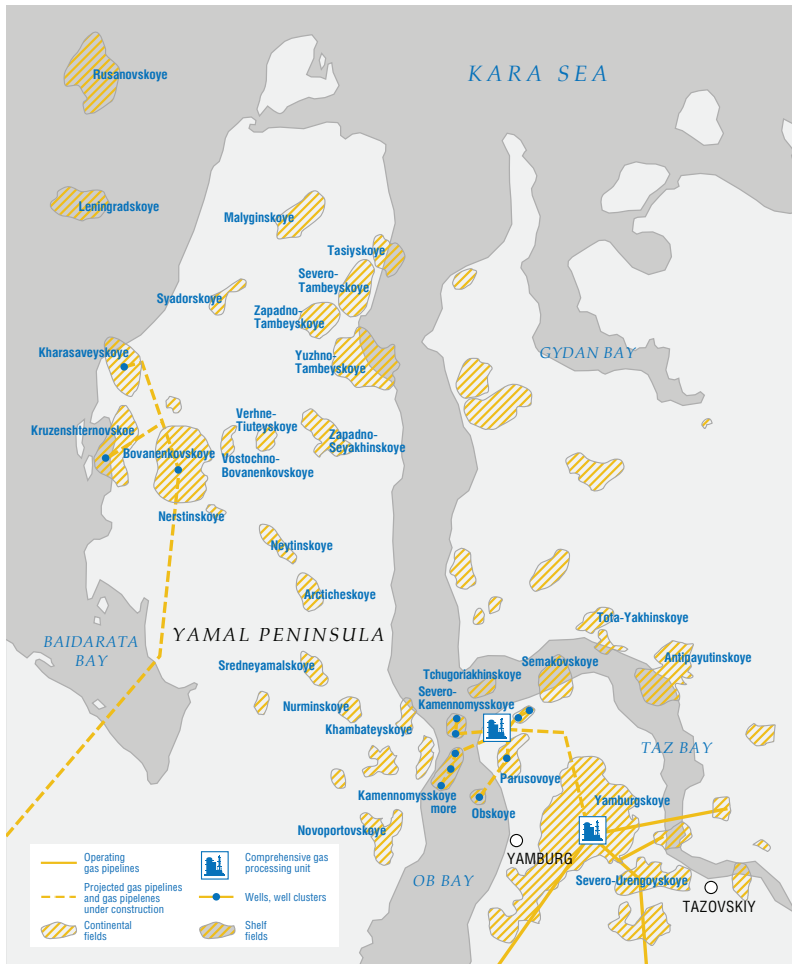 Rusanovskoye
KARA SEA
Leningradskoye
Malyginskoye
Tasiyskoye
Severo-
Tambeyskoye
Syadorskoye
Zapadno-
Tambeyskoye
Kharasaveyskoye
Yuzhno-
Tambeyskoye
GYDAN BAY
Kruzenshternovskoe
Verhne-
Tiuteyskoye
Bovanenkovskoye
Zapadno-
Seyakhinskoye
Vostochno-
Bovanenkovskoye
Nerstinskoye
Neytinskoye
Arcticheskoye
Tota-Yakhinskoye
BAIDARATA
BAY
YAMAL PENINSULA
Sredneyamalskoye
Tchugoriakhinskoye
Semakovskoye
Antipayutinskoye
Severo-
Kamennomysskoye
Nurminskoye
Khambateyskoye
TAZ BAY
Parusovoye
Kamennomysskoye
more
Obskoye
Yamburgskoye
Novoportovskoye
YAMBURG
OB BAY
Severo-Urengoyskoye
TAZOVSKIY
Operating
gas pipelines
Comprehensive gas
processing unit
Projected gas pipelines
and gas pipelenes
under construction
Wells, well clusters
Continental
fields
Shelf
fields